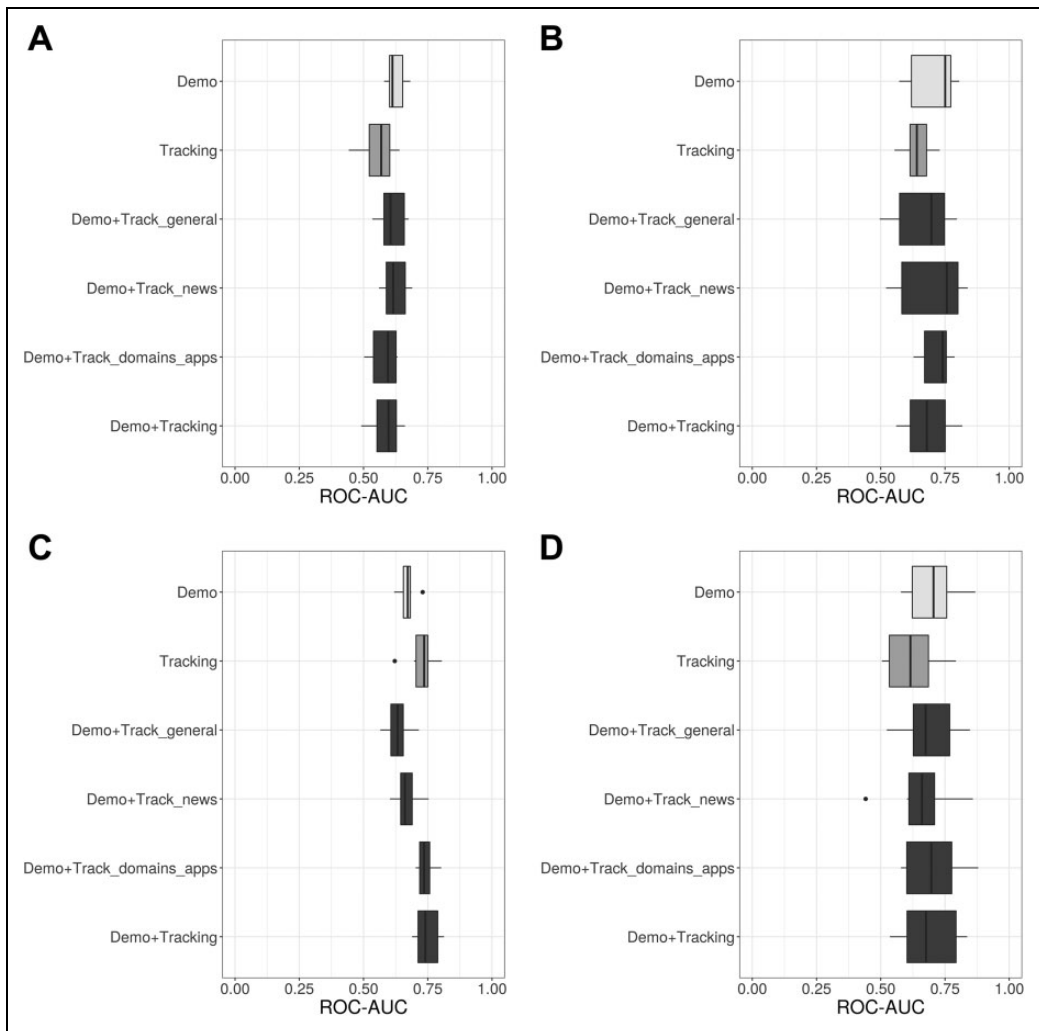 A
Demo
Tracking
Demo+Track_general
Demo+Track_news
Demo+Track_domains_apps
Demo+Tracking
0.00 0.25 0.50 0.75 1.00
ROC-AUC
B
Demo
Tracking
Demo+Track_general
Demo+Track_news
Demo+Track_domains_apps
Demo+Tracking
0.00 0.25 0.50 0.75 1.00
ROC-AUC
C
Demo
Tracking
Demo+Track_general
Demo+Track_news
Demo+Track_domains_apps
Demo+Tracking
0.00 0.25 0.50 0.75 1.00
ROC-AUC
D
Demo
Tracking
Demo+Track_general
Demo+Track_news
Demo+Track_domains_apps
Demo+Tracking
0.00 0.25 0.50 0.75 1.00
ROC-AUC